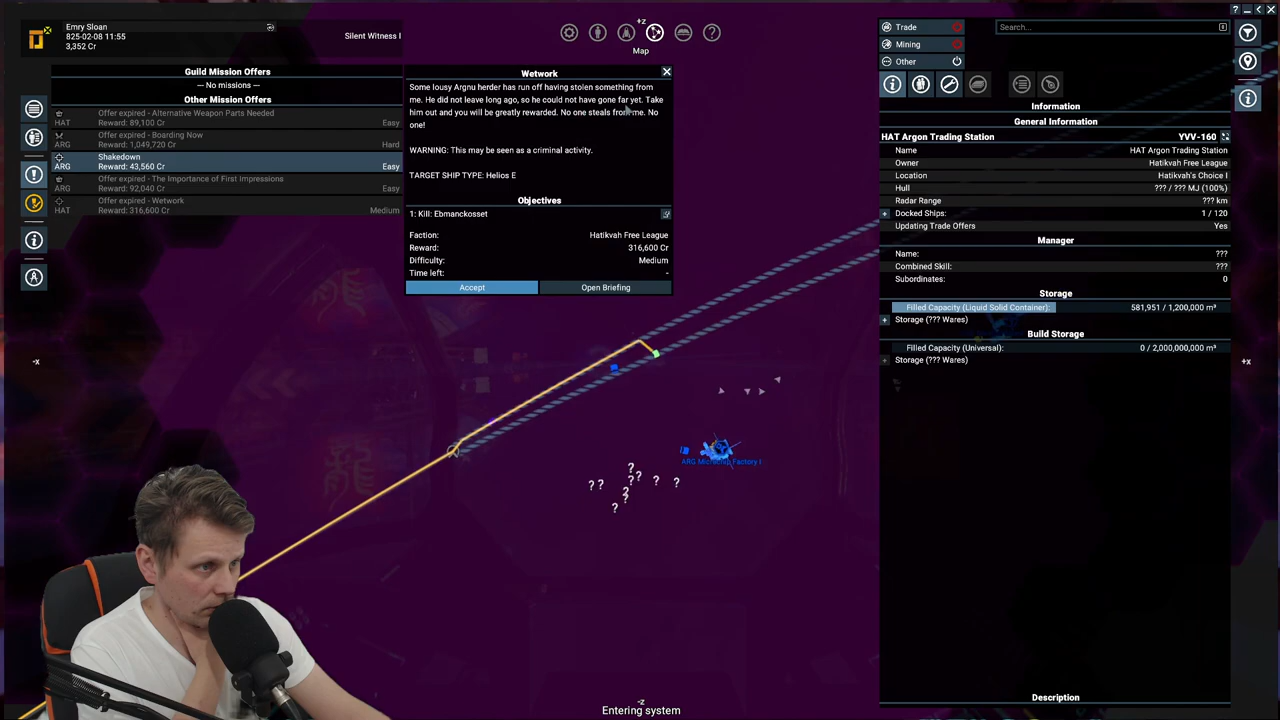 Emry Sloan
825-02-08 11:55
3,352 Cr
Silent Witness I
+z
Map
Guild Mission Offers
— No missions —
Other Mission Offers
Offer expired - Alternative Weapon Parts Needed
HAT Reward: 89,100 Cr Easy
Offer expired - Boarding Now
ARG Reward: 1,049,720 Cr Hard
Shakedown
ARG Reward: 43,560 Cr Easy
Offer expired - The Importance of First Impressions
ARG Reward: 92,040 Cr Easy
Offer expired - Wetwork
HAT Reward: 316,600 Cr Medium
Wetwork
Some lousy Argnu herder has run off having stolen something from
me. He did not leave long ago, so he could not have gone far yet. Take
him out and you will be greatly rewarded. No one steals from me. No
one!
WARNING: This may be seen as a criminal activity.
TARGET SHIP TYPE: Helios E
Objectives
1: Kill: Ebmanckosset
Faction: Hatikvah Free League
Reward: 316,600 Cr
Difficulty: Medium
Time left: -
Accept Open Briefing
-x
+x
ARG Microchip Factory I
? ? ? ? ? ? ? ? ? ? ?
-z
Entering system
Trade
Mining
Other
Search...
Information
General Information
HAT Argon Trading Station YVV-160
Name HAT Argon Trading Station
Owner Hatikvah Free League
Location Hatikvah's Choice I
Hull ??? / ??? MJ (100%)
Radar Range ??? km
+ Docked Ships: 1 / 120
Updating Trade Offers Yes
Manager
Name: ???
Combined Skill: ???
Subordinates: 0
Storage
Filled Capacity (Liquid Solid Container): 581,951 / 1,200,000 m³
+ Storage (??? Wares)
Build Storage
Filled Capacity (Universal): 0 / 2,000,000,000 m³
+ Storage (??? Wares)
Description